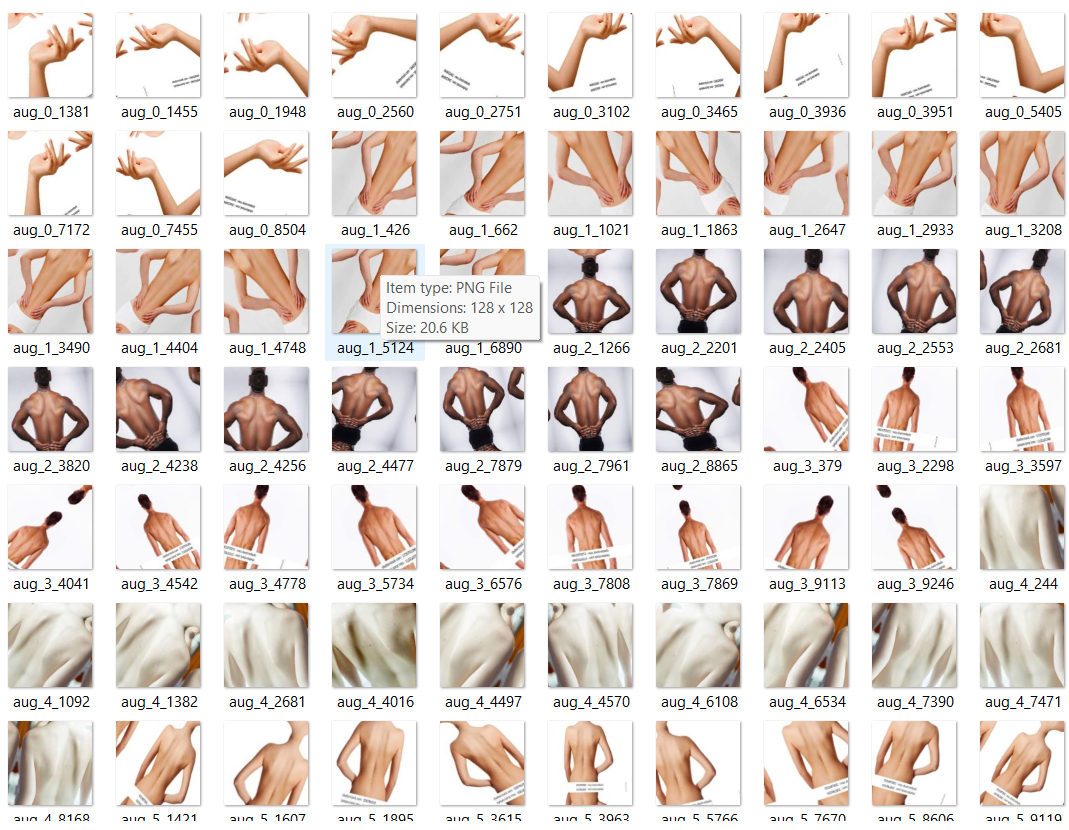 aug_0_1381 aug_0_1455 aug_0_1948 aug_0_2560 aug_0_2751 aug_0_3102 aug_0_3465 aug_0_3936 aug_0_3951 aug_0_5405
aug_0_7172 aug_0_7455 aug_0_8504 aug_1_426 aug_1_662 aug_1_1021 aug_1_1863 aug_1_2647 aug_1_2933 aug_1_3208
Item type: PNG File
Dimensions: 128 x 128
Size: 20.6 KB
aug_1_3490 aug_1_4404 aug_1_4748 aug_1_5124 aug_1_6890 aug_2_1266 aug_2_2201 aug_2_2405 aug_2_2553 aug_2_2681
aug_2_3820 aug_2_4238 aug_2_4256 aug_2_4477 aug_2_7879 aug_2_7961 aug_2_8865 aug_3_379 aug_3_2298 aug_3_3597
aug_3_4041 aug_3_4542 aug_3_4778 aug_3_5734 aug_3_6576 aug_3_7808 aug_3_7869 aug_3_9113 aug_3_9246 aug_4_244
aug_4_1092 aug_4_1382 aug_4_2681 aug_4_4016 aug_4_4497 aug_4_4570 aug_4_6108 aug_4_6534 aug_4_7390 aug_4_7471
aug_4_8168 aug_5_1421 aug_5_1607 aug_5_1895 aug_5_3615 aug_5_3963 aug_5_5766 aug_5_7670 aug_5_8606 aug_5_9119